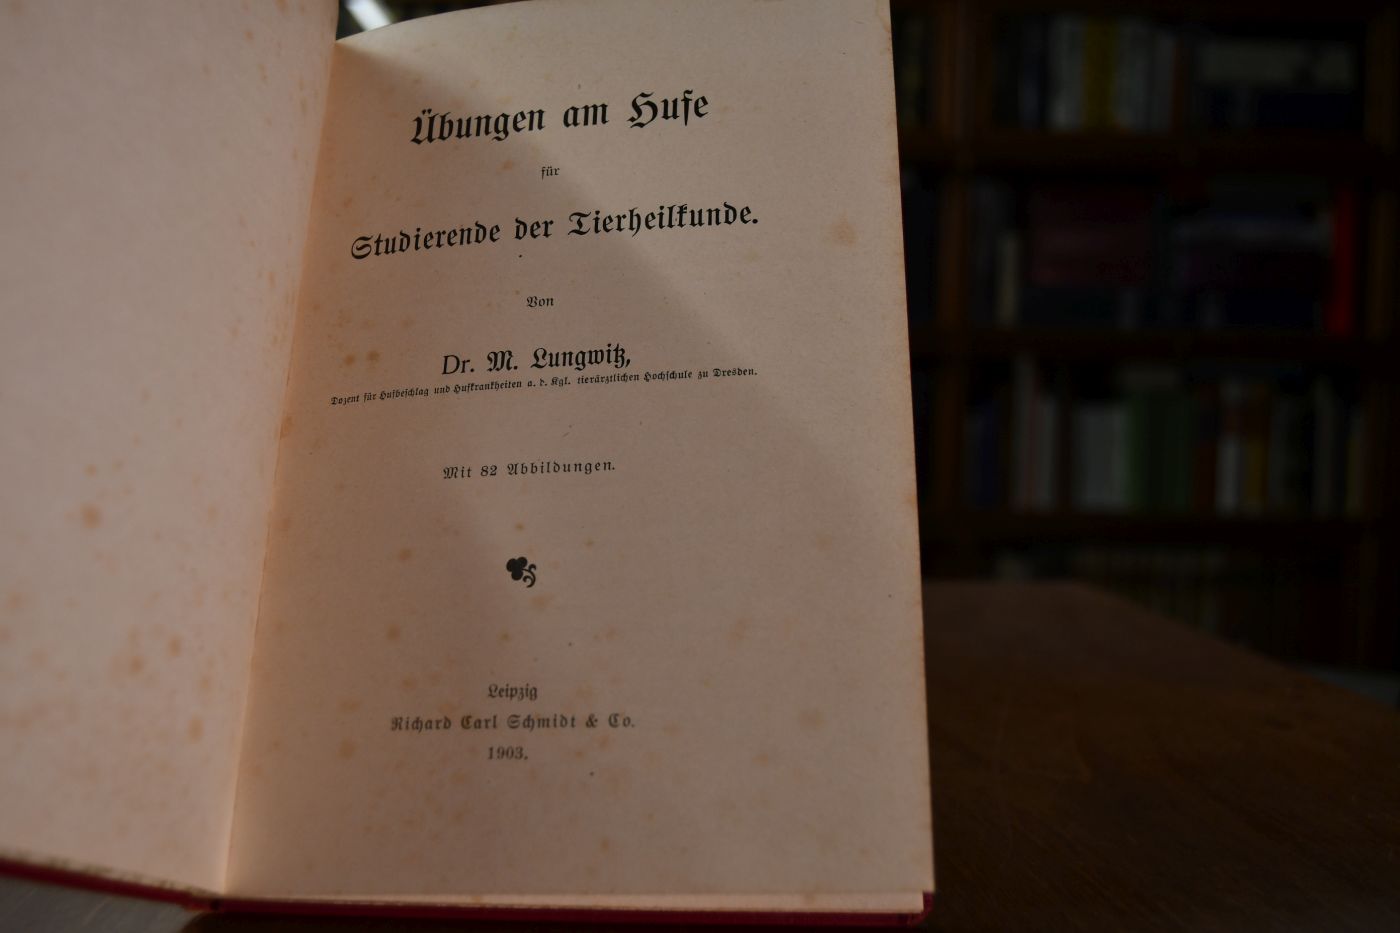 Übungen am Hufe
für
Studierende der Tierheilkunde.
Von
Dr. M. Lungwitz,
Dozent für Hufbeschlag und Hufkrankheiten a. d. Kgl. tierärztlichen Hochschule zu Dresden.
Mit 82 Abbildungen.
Leipzig
Richard Carl Schmidt & Co.
1903.